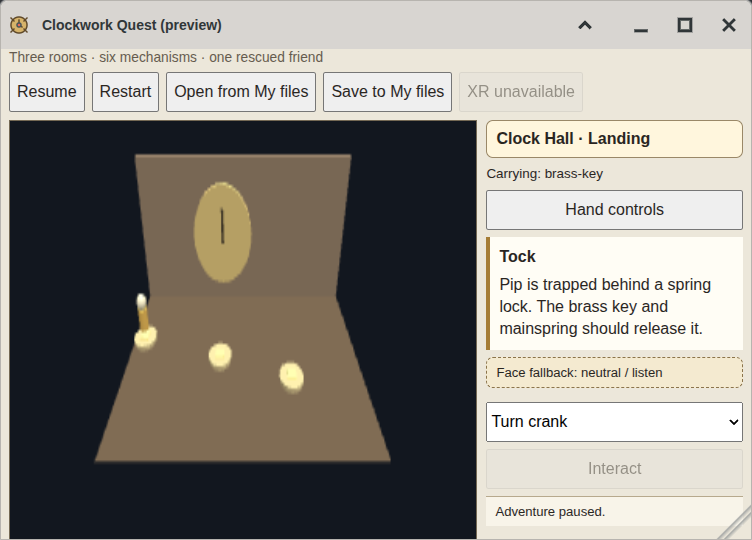 Clockwork Quest (preview)
Three rooms · six mechanisms · one rescued friend
Resume
Restart
Open from My files
Save to My files
XR unavailable
Clock Hall · Landing
Carrying: brass-key
Hand controls
Tock
Pip is trapped behind a spring
lock. The brass key and
mainspring should release it.
Face fallback: neutral / listen
Turn crank
Interact
Adventure paused.